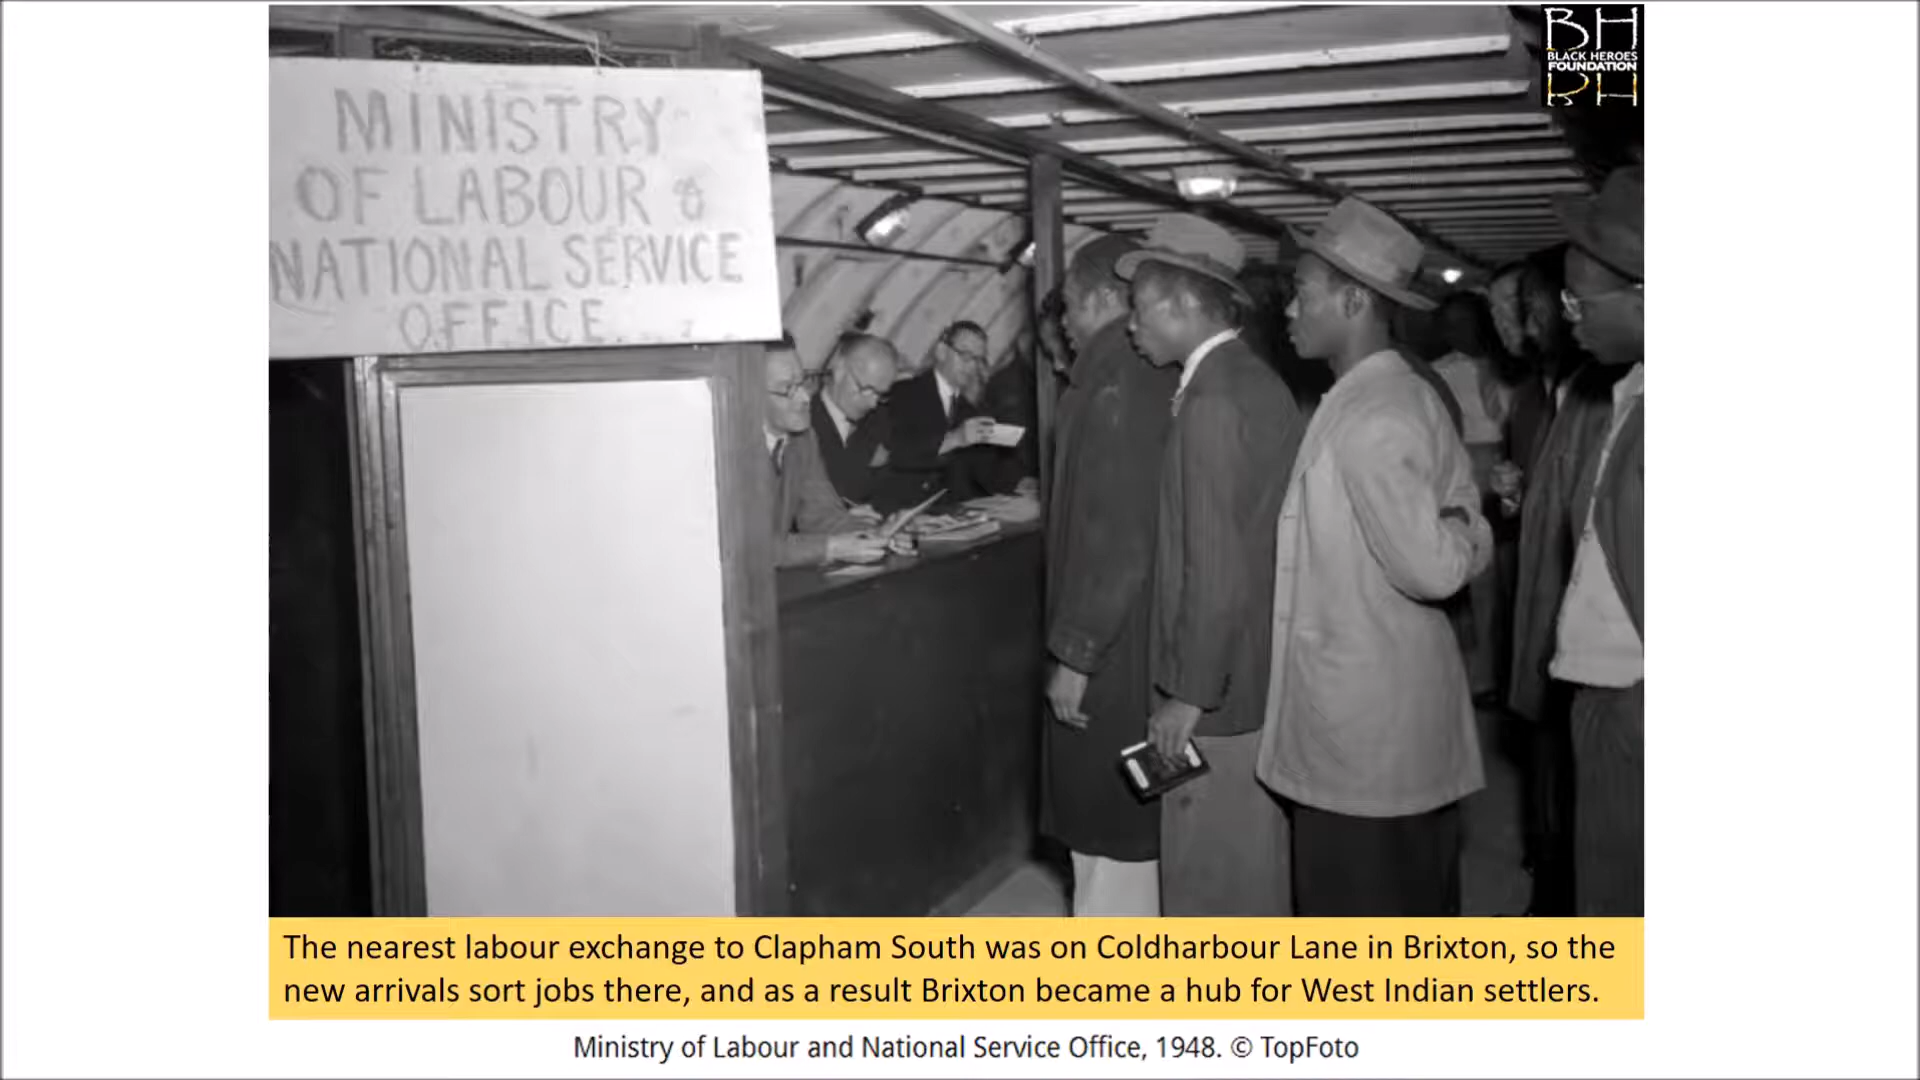 BH
BLACK HEROES
FOUNDATION
BH
MINISTRY
OF LABOUR &
NATIONAL SERVICE
OFFICE
The nearest labour exchange to Clapham South was on Coldharbour Lane in Brixton, so the
new arrivals sort jobs there, and as a result Brixton became a hub for West Indian settlers.
Ministry of Labour and National Service Office, 1948. © TopFoto